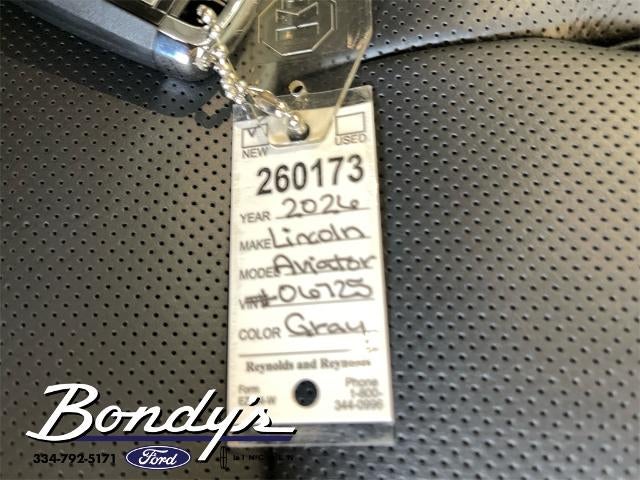 NEW USED
260173
YEAR 2026
MAKE Lincoln
MODEL Aviator
VIN# 06725
COLOR Gray
Reynolds and Reynolds
Form
Phone
1-800-
344-0996
Bondy's
334-792-5171 Ford